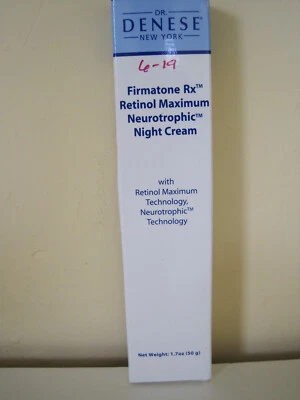 DR.
DENESE®
NEW YORK
6-19
Firmatone Rx™
Retinol Maximum
Neurotrophic™
Night Cream
with
Retinol Maximum
Technology,
Neurotrophic™
Technology
Net Weight: 1.7oz (50 g)